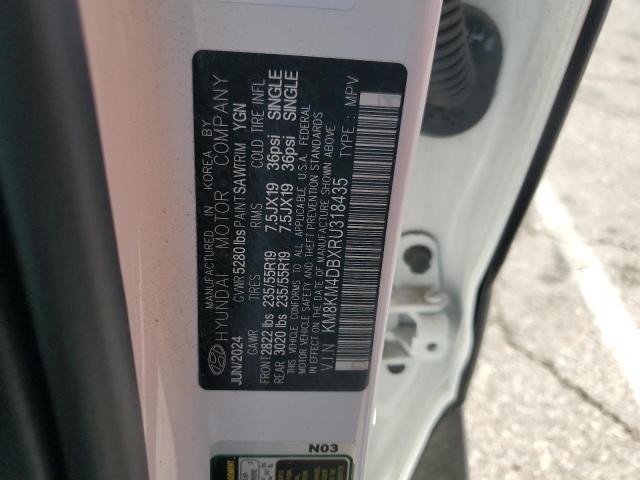 MANUFACTURED IN KOREA BY
HYUNDAI MOTOR COMPANY
JUN/2024 GVWR 5280 lbs PAINT SAW TRIM YGN
GAWR TIRES RIMS COLD TIRE INFL
FRONT 2822 lbs 235/55R19 7.5JX19 36psi SINGLE
REAR 3020 lbs 235/55R19 7.5JX19 36psi SINGLE
THIS VEHICLE CONFORMS TO ALL APPLICABLE U.S.A. FEDERAL
MOTOR VEHICLE SAFETY AND THEFT PREVENTION STANDARDS
IN EFFECT ON THE DATE OF MANUFACTURE SHOWN ABOVE
V.I.N KM8KM4DBXRU318435 TYPE : MPV
N03